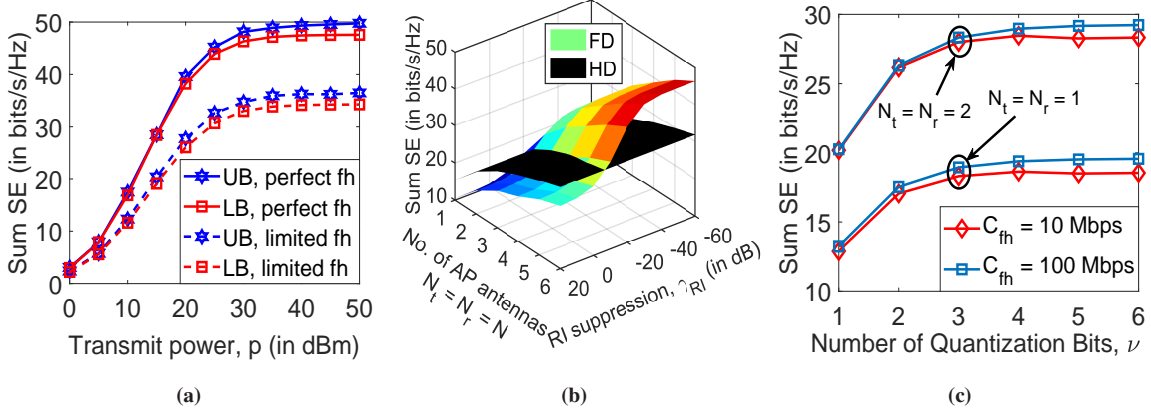 Sum SE (in bits/s/Hz)
50
40
30
20
10
0
UB, perfect fh
LB, perfect fh
UB, limited fh
LB, limited fh
0 10 20 30 40 50
Transmit power, p (in dBm)
(a)
Sum SE (in bits/s/Hz)
50
40
30
20
10
FD
HD
1 2 3 4 5 6
No. of AP antennas
N_t = N_r = N
20 0 -20 -40 -60
RI suppression, γ_RI (in dB)
(b)
Sum SE (in bits/s/Hz)
30
25
20
15
10
N_t = N_r = 2
N_t = N_r = 1
C_fh = 10 Mbps
C_fh = 100 Mbps
1 2 3 4 5 6
Number of Quantization Bits, ν
(c)